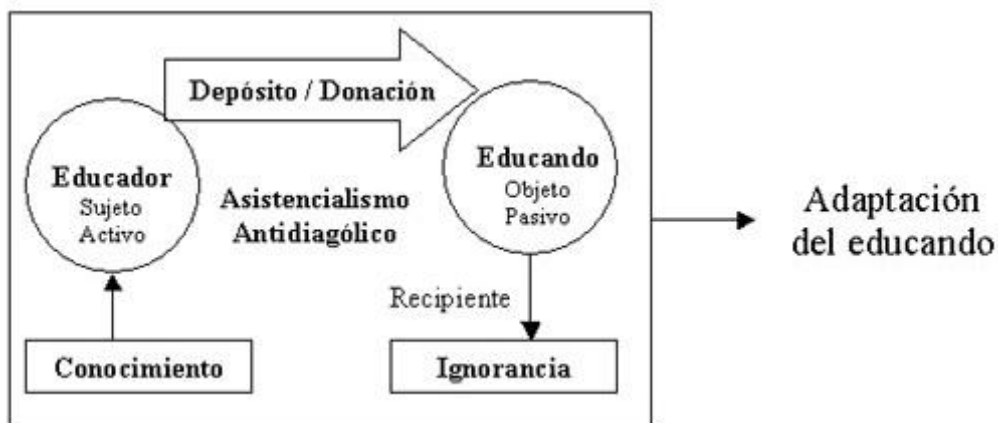 Depósito / Donación
Educador
Sujeto
Activo
Asistencialismo
Antidiagólico
Educando
Objeto
Pasivo
Recipiente
Conocimiento
Ignorancia
Adaptación
del educando